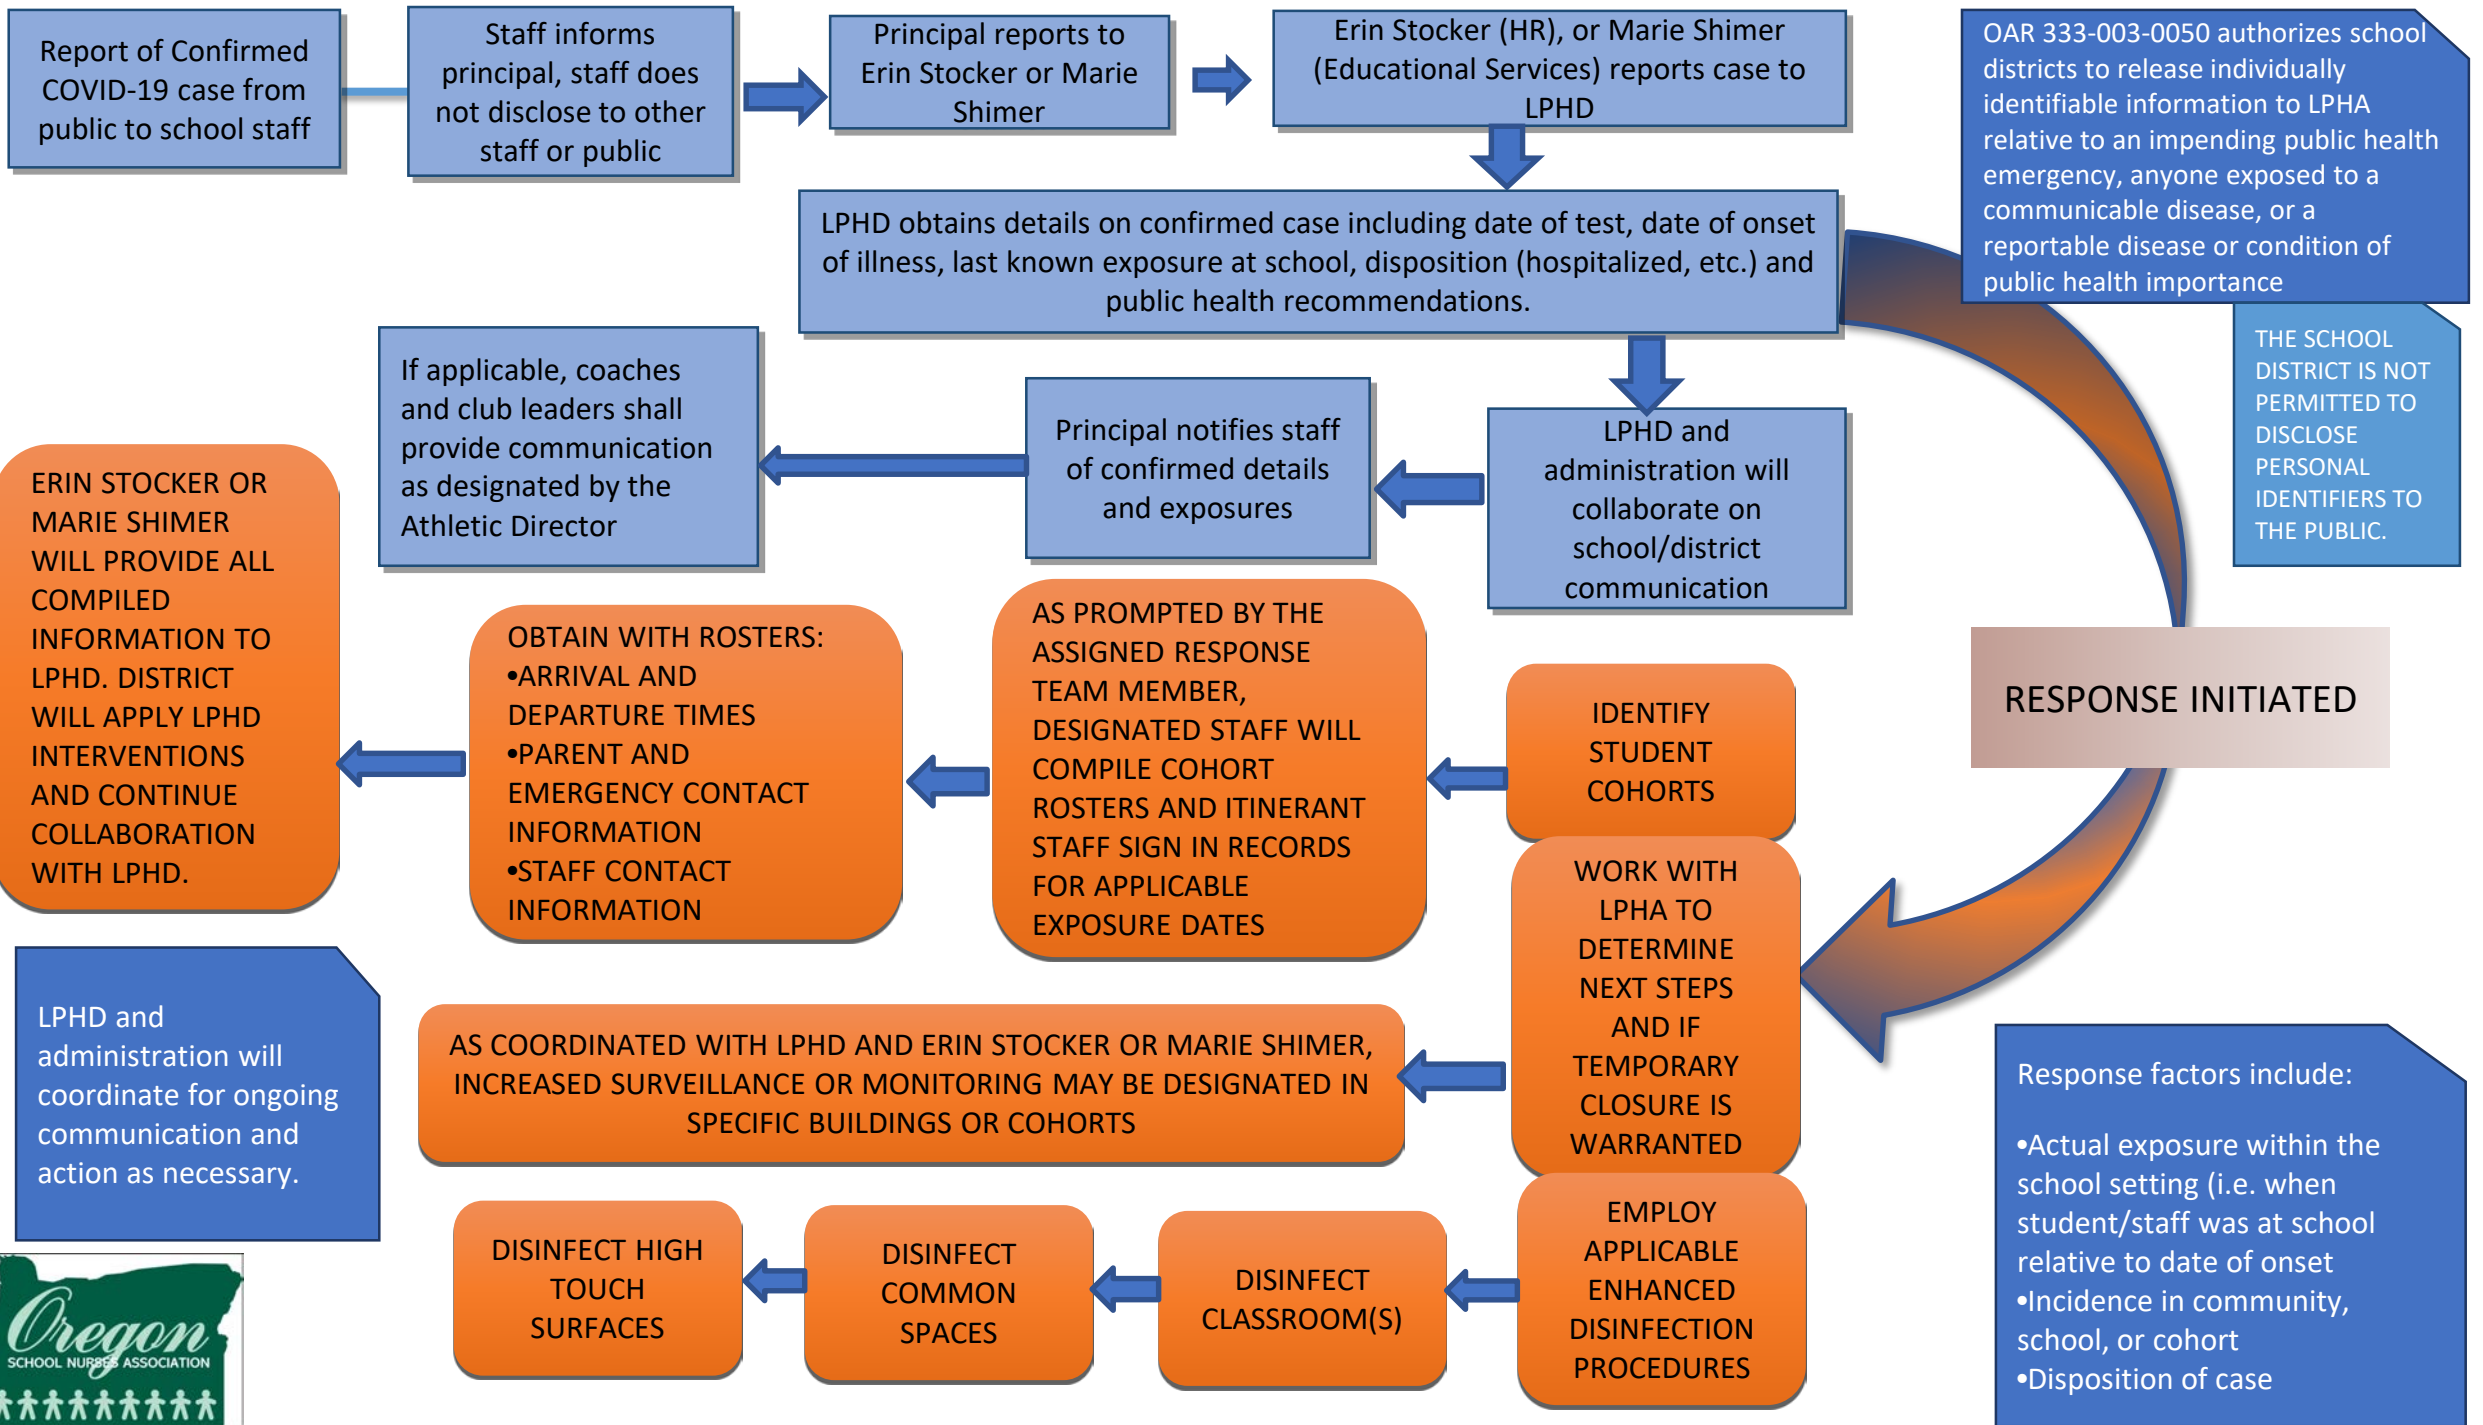 Report of Confirmed
COVID-19 case from
public to school staff
Staff informs
principal, staff does
not disclose to other
staff or public
Principal reports to
Erin Stocker or Marie
Shimer
Erin Stocker (HR), or Marie Shimer
(Educational Services) reports case to
LPHD
OAR 333-003-0050 authorizes school
districts to release individually
identifiable information to LPHA
relative to an impending public health
emergency, anyone exposed to a
communicable disease, or a
reportable disease or condition of
public health importance
LPHD obtains details on confirmed case including date of test, date of onset
of illness, last known exposure at school, disposition (hospitalized, etc.) and
public health recommendations.
THE SCHOOL
DISTRICT IS NOT
PERMITTED TO
DISCLOSE
PERSONAL
IDENTIFIERS TO
THE PUBLIC.
LPHD and
administration will
collaborate on
school/district
communication
Principal notifies staff
of confirmed details
and exposures
If applicable, coaches
and club leaders shall
provide communication
as designated by the
Athletic Director
RESPONSE INITIATED
IDENTIFY
STUDENT
COHORTS
AS PROMPTED BY THE
ASSIGNED RESPONSE
TEAM MEMBER,
DESIGNATED STAFF WILL
COMPILE COHORT
ROSTERS AND ITINERANT
STAFF SIGN IN RECORDS
FOR APPLICABLE
EXPOSURE DATES
OBTAIN WITH ROSTERS:
•ARRIVAL AND
DEPARTURE TIMES
•PARENT AND
EMERGENCY CONTACT
INFORMATION
•STAFF CONTACT
INFORMATION
ERIN STOCKER OR
MARIE SHIMER
WILL PROVIDE ALL
COMPILED
INFORMATION TO
LPHD. DISTRICT
WILL APPLY LPHD
INTERVENTIONS
AND CONTINUE
COLLABORATION
WITH LPHD.
WORK WITH
LPHA TO
DETERMINE
NEXT STEPS
AND IF
TEMPORARY
CLOSURE IS
WARRANTED
AS COORDINATED WITH LPHD AND ERIN STOCKER OR MARIE SHIMER,
INCREASED SURVEILLANCE OR MONITORING MAY BE DESIGNATED IN
SPECIFIC BUILDINGS OR COHORTS
EMPLOY
APPLICABLE
ENHANCED
DISINFECTION
PROCEDURES
DISINFECT
CLASSROOM(S)
DISINFECT
COMMON
SPACES
DISINFECT HIGH
TOUCH
SURFACES
LPHD and
administration will
coordinate for ongoing
communication and
action as necessary.
Response factors include:
•Actual exposure within the
school setting (i.e. when
student/staff was at school
relative to date of onset
•Incidence in community,
school, or cohort
•Disposition of case
Oregon
SCHOOL NURSES ASSOCIATION